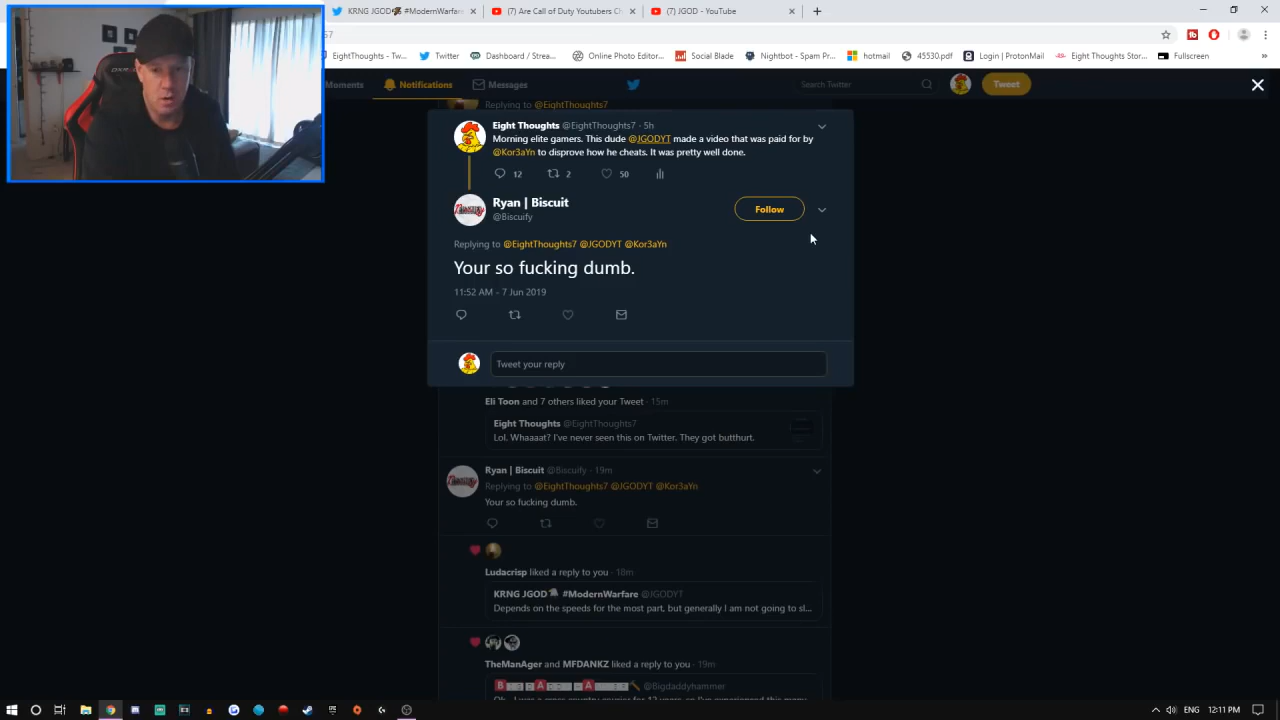 KRNG JGOD #ModernWarfare
(7) Are Call of Duty Youtubers Ch
(7) JGOD - YouTube
EightThoughts - Tw...
Twitter
Dashboard / Strea...
Online Photo Editor...
Social Blade
Nightbot - Spam Pr...
hotmail
45530.pdf
Login | ProtonMail
Eight Thoughts Stor...
Fullscreen
Moments
Notifications
Messages
Search Twitter
Tweet
Replying to @EightThoughts7
Eight Thoughts @EightThoughts7 · 5h
Morning elite gamers. This dude @JGODYT made a video that was paid for by
@Kor3aYn to disprove how he cheats. It was pretty well done.
12 2 50
Ryan | Biscuit
@Biscuify
Follow
Replying to @EightThoughts7 @JGODYT @Kor3aYn
Your so fucking dumb.
11:52 AM - 7 Jun 2019
Tweet your reply
Eli Toon and 7 others liked your Tweet · 15m
Eight Thoughts @EightThoughts7
Lol. Whaaaat? I've never seen this on Twitter. They got butthurt.
Ryan | Biscuit @Biscuify · 19m
Replying to @EightThoughts7 @JGODYT @Kor3aYn
Your so fucking dumb.
Ludacrisp liked a reply to you · 18m
KRNG JGOD #ModernWarfare @JGODYT
Depends on the speeds for the most part, but generally I am not going to sl...
TheManAger and MFDANKZ liked a reply to you · 19m
@Bigdaddyhammer
ENG 12:11 PM